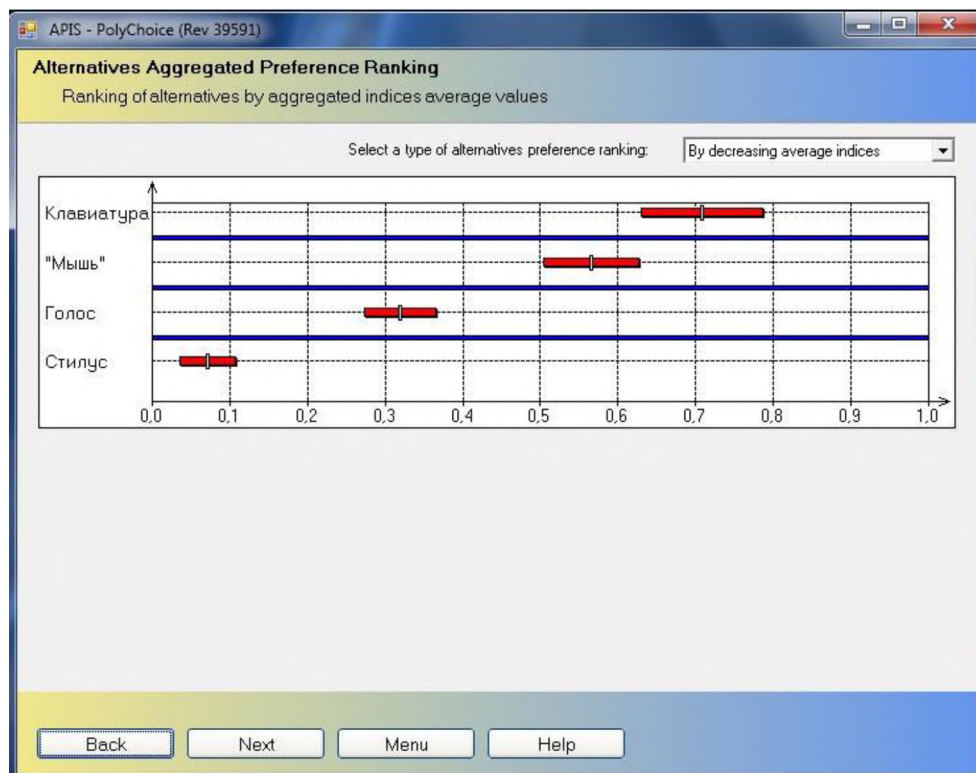 APIS - PolyChoice (Rev 39591)
Alternatives Aggregated Preference Ranking
Ranking of alternatives by aggregated indices average values
Select a type of alternatives preference ranking:
By decreasing average indices
Клавиатура
"Мышь"
Голос
Стилус
0,0 0,1 0,2 0,3 0,4 0,5 0,6 0,7 0,8 0,9 1,0
Back Next Menu Help